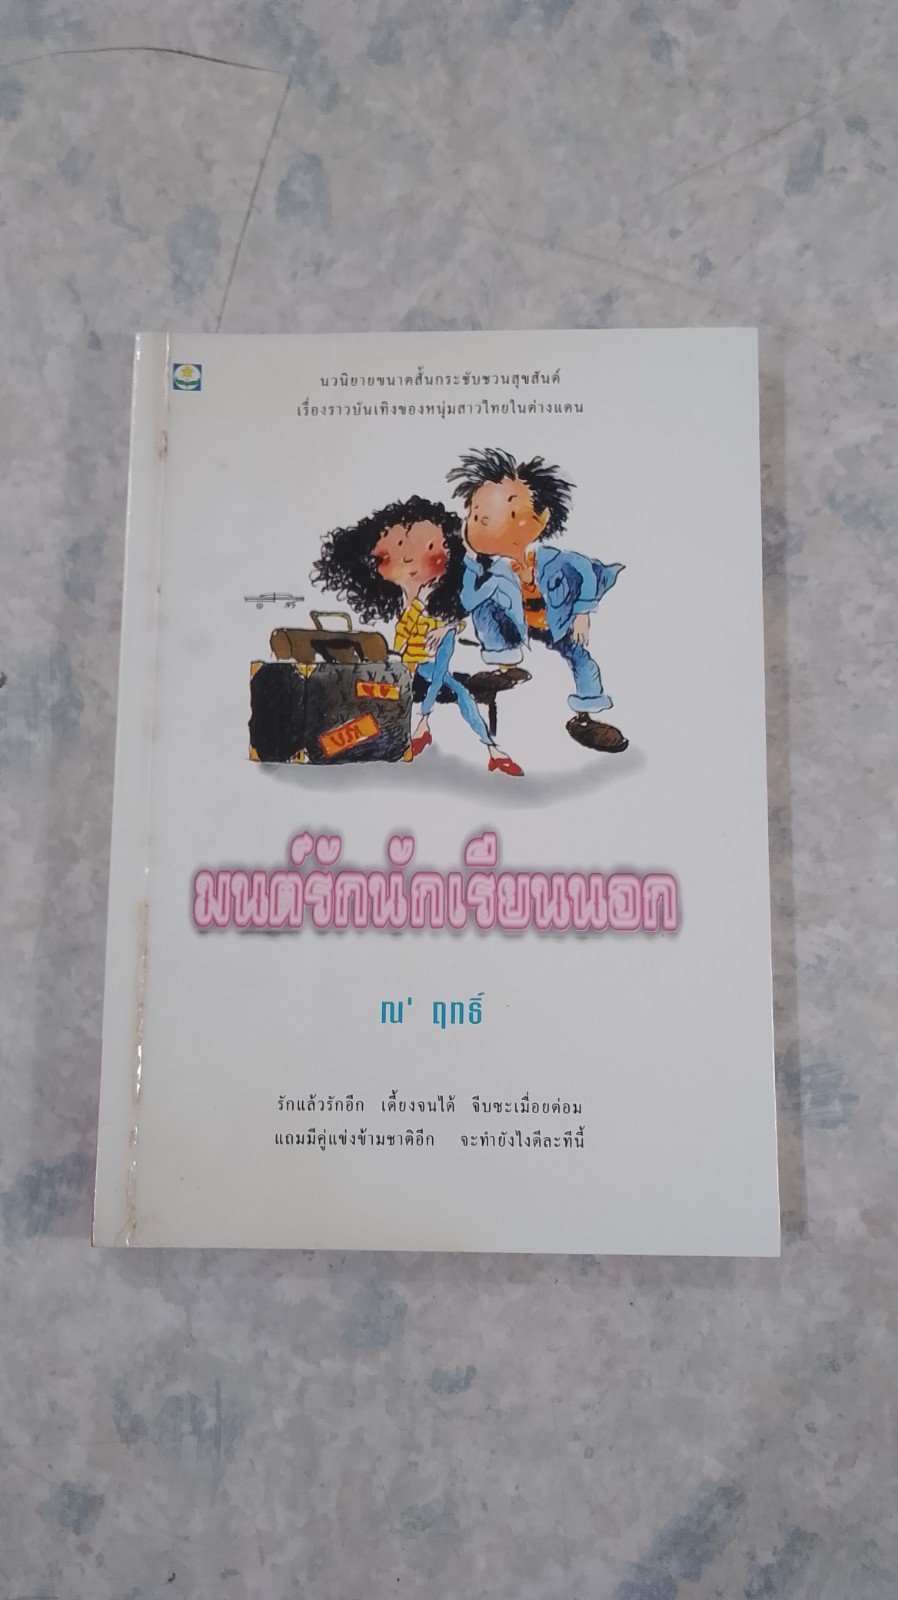 นวนิยายขนาดสั้นกระชับชวนสุขสันต์
เรื่องราวบันเทิงของหนุ่มสาวไทยในต่างแดน
USA
มนต์รักนักเรียนนอก
ณ' ฤทธิ์
รักแล้วรักอีก เดี้ยงจนได้ จีบซะเมื่อยต่อม
แถมมีคู่แข่งข้ามชาติอีก จะทำยังไงดีละทีนี้